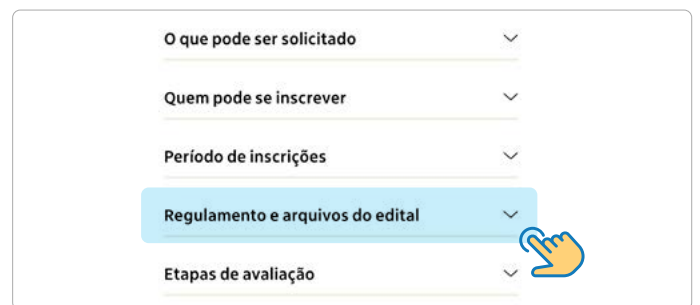 O que pode ser solicitado
Quem pode se inscrever
Período de inscrições
Regulamento e arquivos do edital
Etapas de avaliação